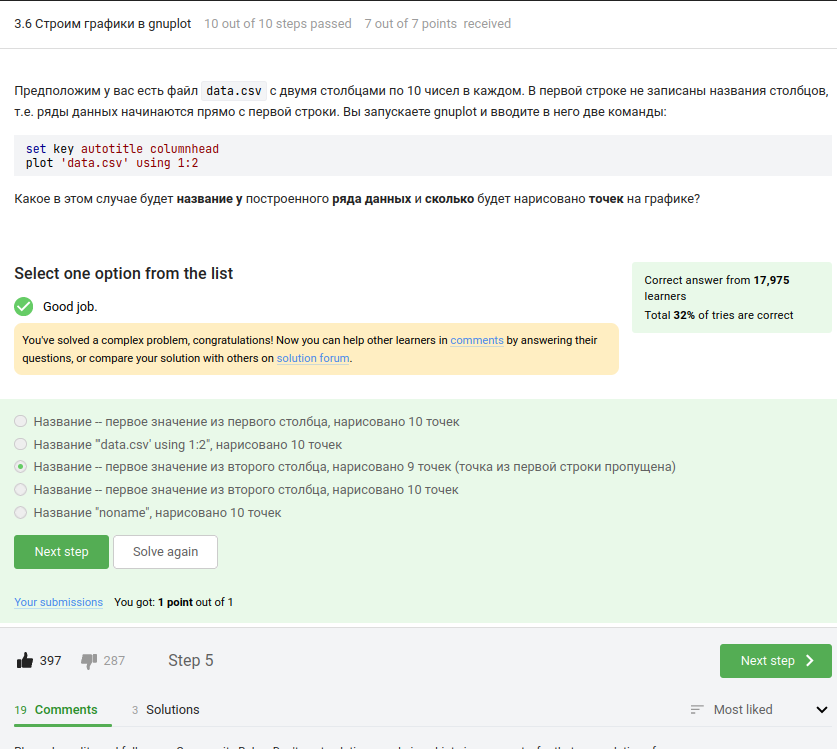 3.6 Строим графики в gnuplot 10 out of 10 steps passed 7 out of 7 points received
Предположим у вас есть файл data.csv с двумя столбцами по 10 чисел в каждом. В первой строке не записаны названия столбцов,
т.е. ряды данных начинаются прямо с первой строки. Вы запускаете gnuplot и вводите в него две команды:
set key autotitle columnhead
plot 'data.csv' using 1:2
Какое в этом случае будет название у построенного ряда данных и сколько будет нарисовано точек на графике?
Select one option from the list
Good job.
You've solved a complex problem, congratulations! Now you can help other learners in comments by answering their
questions, or compare your solution with others on solution forum.
Correct answer from 17,975
learners
Total 32% of tries are correct
Название -- первое значение из первого столбца, нарисовано 10 точек
Название "'data.csv' using 1:2", нарисовано 10 точек
Название -- первое значение из второго столбца, нарисовано 9 точек (точка из первой строки пропущена)
Название -- первое значение из второго столбца, нарисовано 10 точек
Название "noname", нарисовано 10 точек
Next step Solve again
Your submissions You got: 1 point out of 1
397 287 Step 5 Next step
19 Comments 3 Solutions Most liked